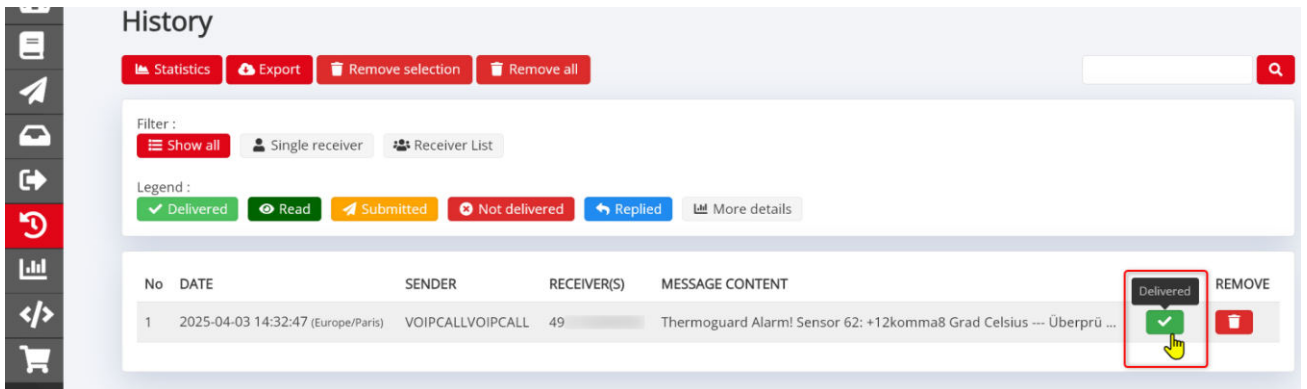 History
Statistics Export Remove selection Remove all
Filter :
Show all Single receiver Receiver List
Legend :
Delivered Read Submitted Not delivered Replied More details
Delivered
No DATE SENDER RECEIVER(S) MESSAGE CONTENT REMOVE
1 2025-04-03 14:32:47 (Europe/Paris) VOIPCALLVOIPCALL 49 Thermoguard Alarm! Sensor 62: +12komma8 Grad Celsius --- Überprü ...